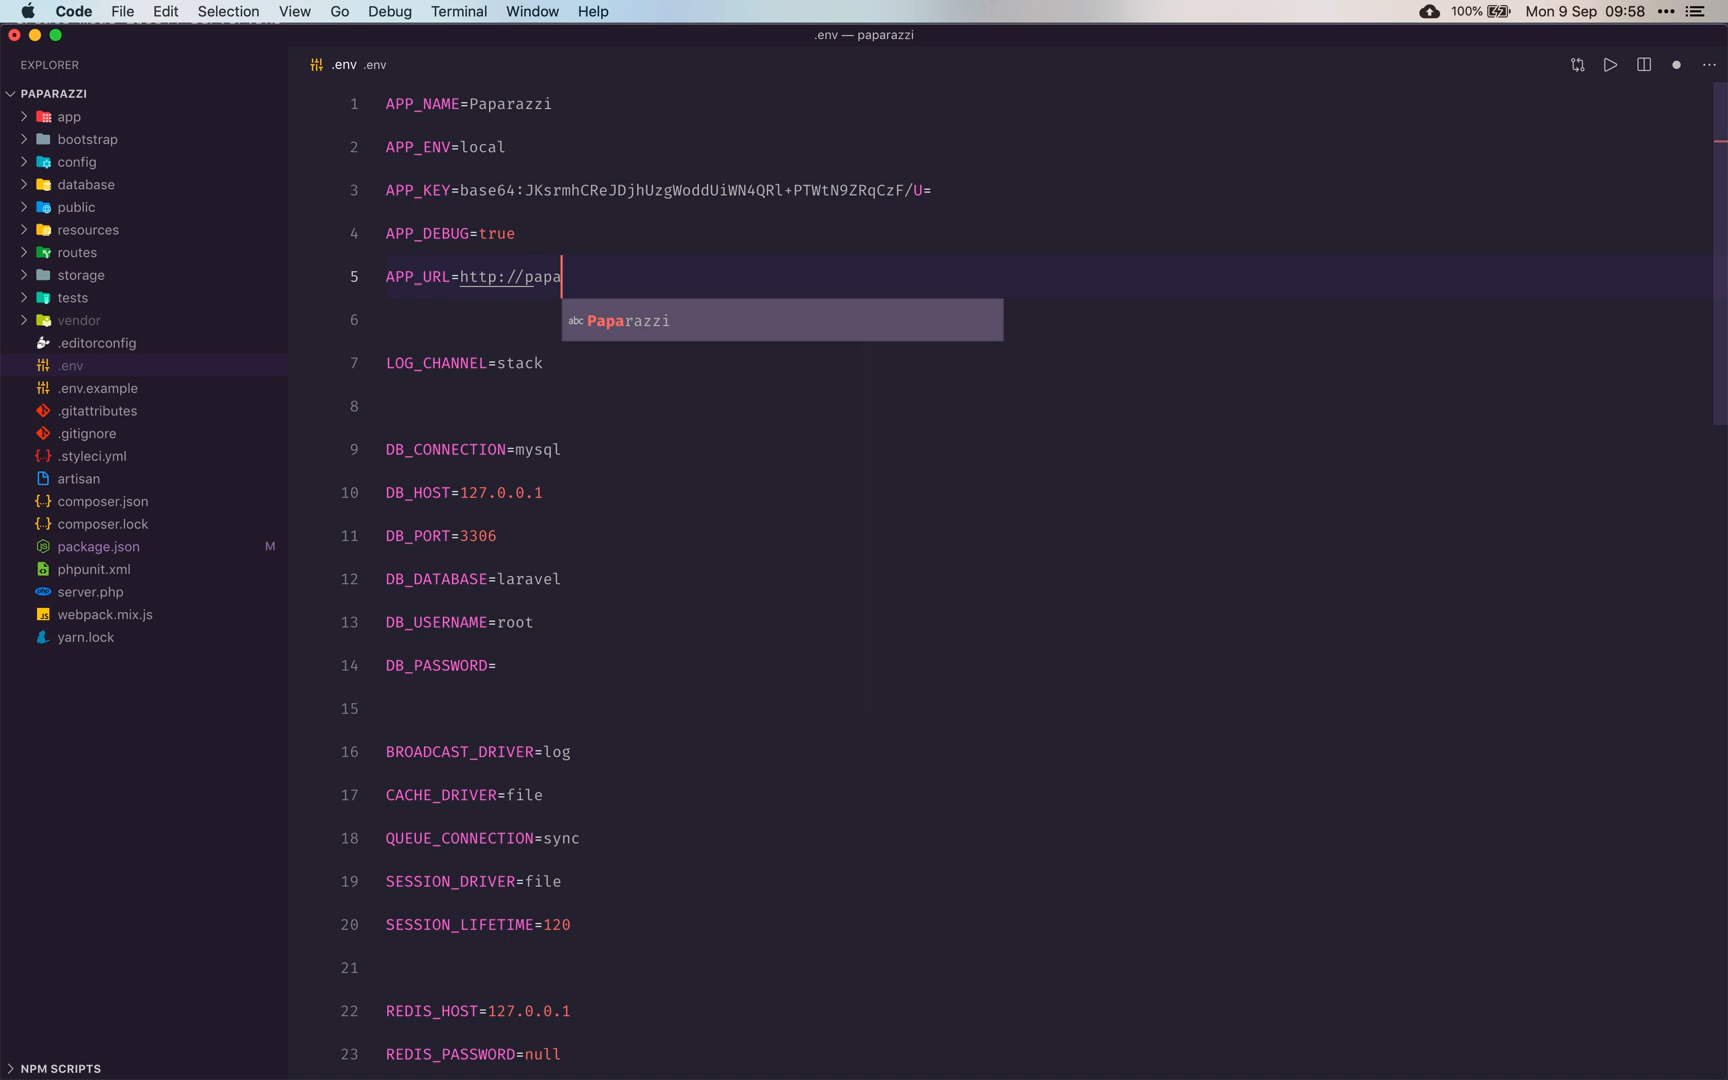 Code File Edit Selection View Go Debug Terminal Window Help 100% Mon 9 Sep 09:58
.env — paparazzi
EXPLORER
PAPARAZZI
app
bootstrap
config
database
public
resources
routes
storage
tests
vendor
.editorconfig
.env
.env.example
.gitattributes
.gitignore
.styleci.yml
artisan
composer.json
composer.lock
package.json M
phpunit.xml
server.php
webpack.mix.js
yarn.lock
NPM SCRIPTS
.env .env
1 APP_NAME=Paparazzi
2 APP_ENV=local
3 APP_KEY=base64:JKsrmhCReJDjhUzgWoddUiWN4QRl+PTWtN9ZRqCzF/U=
4 APP_DEBUG=true
5 APP_URL=http://papa
abc Paparazzi
6
7 LOG_CHANNEL=stack
8
9 DB_CONNECTION=mysql
10 DB_HOST=127.0.0.1
11 DB_PORT=3306
12 DB_DATABASE=laravel
13 DB_USERNAME=root
14 DB_PASSWORD=
15
16 BROADCAST_DRIVER=log
17 CACHE_DRIVER=file
18 QUEUE_CONNECTION=sync
19 SESSION_DRIVER=file
20 SESSION_LIFETIME=120
21
22 REDIS_HOST=127.0.0.1
23 REDIS_PASSWORD=null